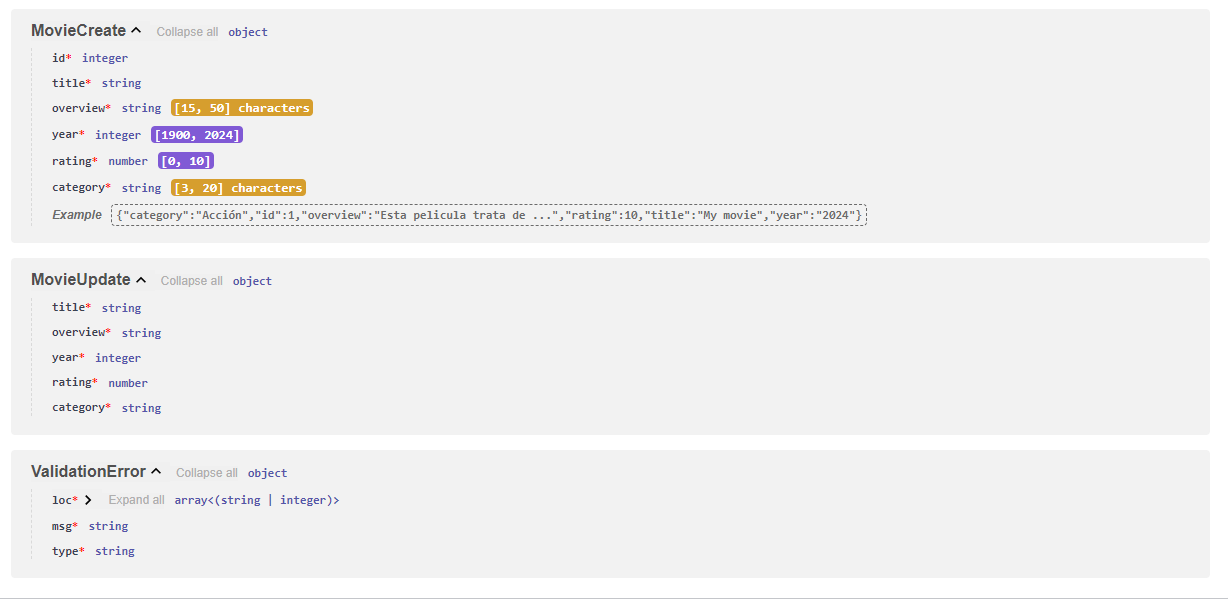 MovieCreate Collapse all object
id* integer
title* string
overview* string [15, 50] characters
year* integer [1900, 2024]
rating* number [0, 10]
category* string [3, 20] characters
Example {"category":"Acción","id":1,"overview":"Esta pelicula trata de ...","rating":10,"title":"My movie","year":"2024"}
MovieUpdate Collapse all object
title* string
overview* string
year* integer
rating* number
category* string
ValidationError Collapse all object
loc* Expand all array<(string | integer)>
msg* string
type* string